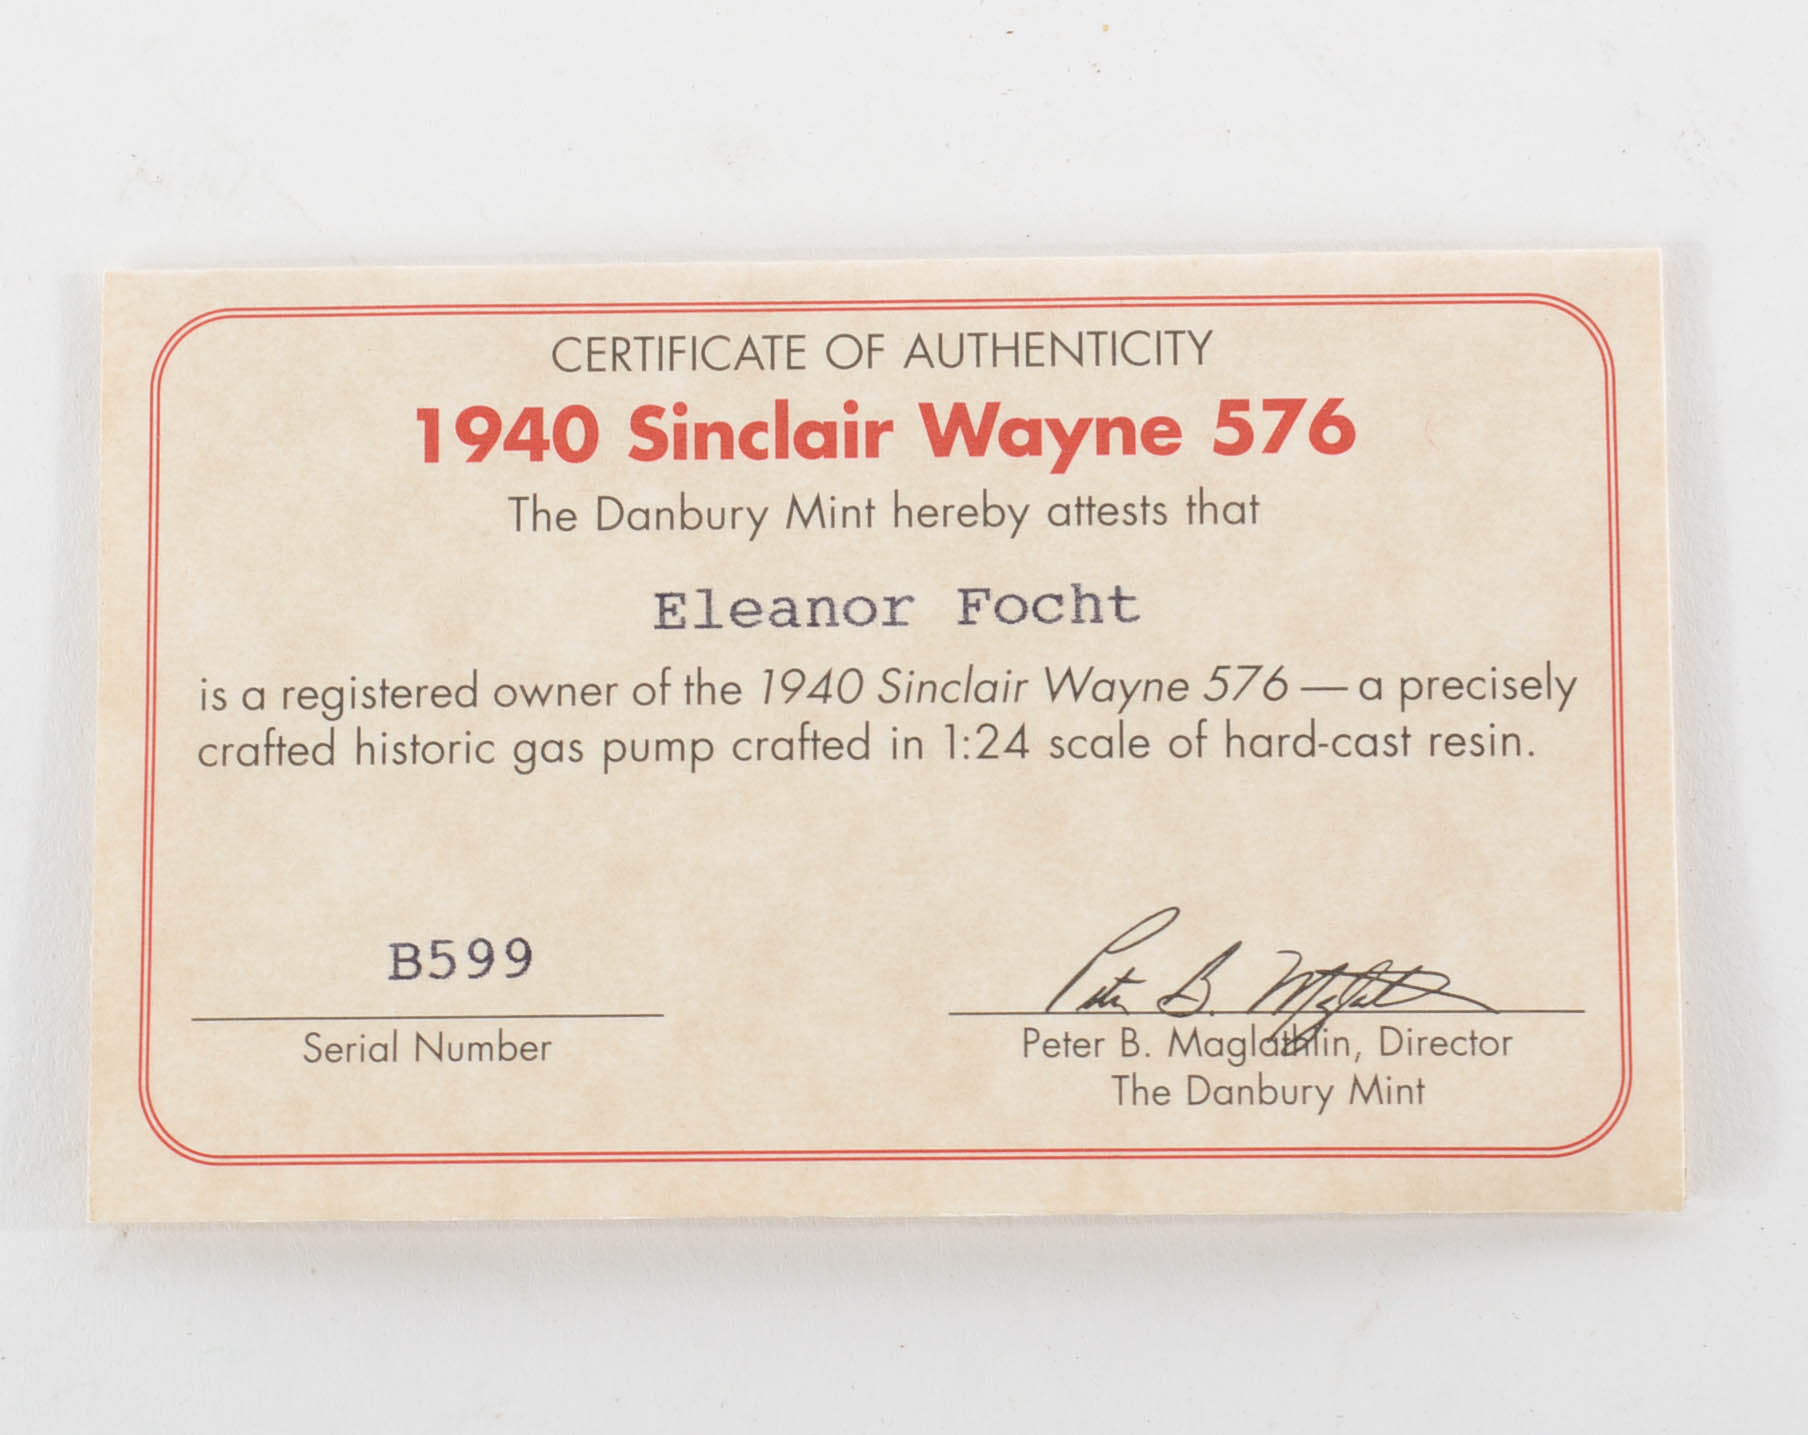 CERTIFICATE OF AUTHENTICITY
1940 Sinclair Wayne 576
The Danbury Mint hereby attests that
Eleanor Focht
is a registered owner of the 1940 Sinclair Wayne 576 — a precisely
crafted historic gas pump crafted in 1:24 scale of hard-cast resin.
B599
Serial Number
Peter B. Maglathlin
Peter B. Maglathlin, Director
The Danbury Mint